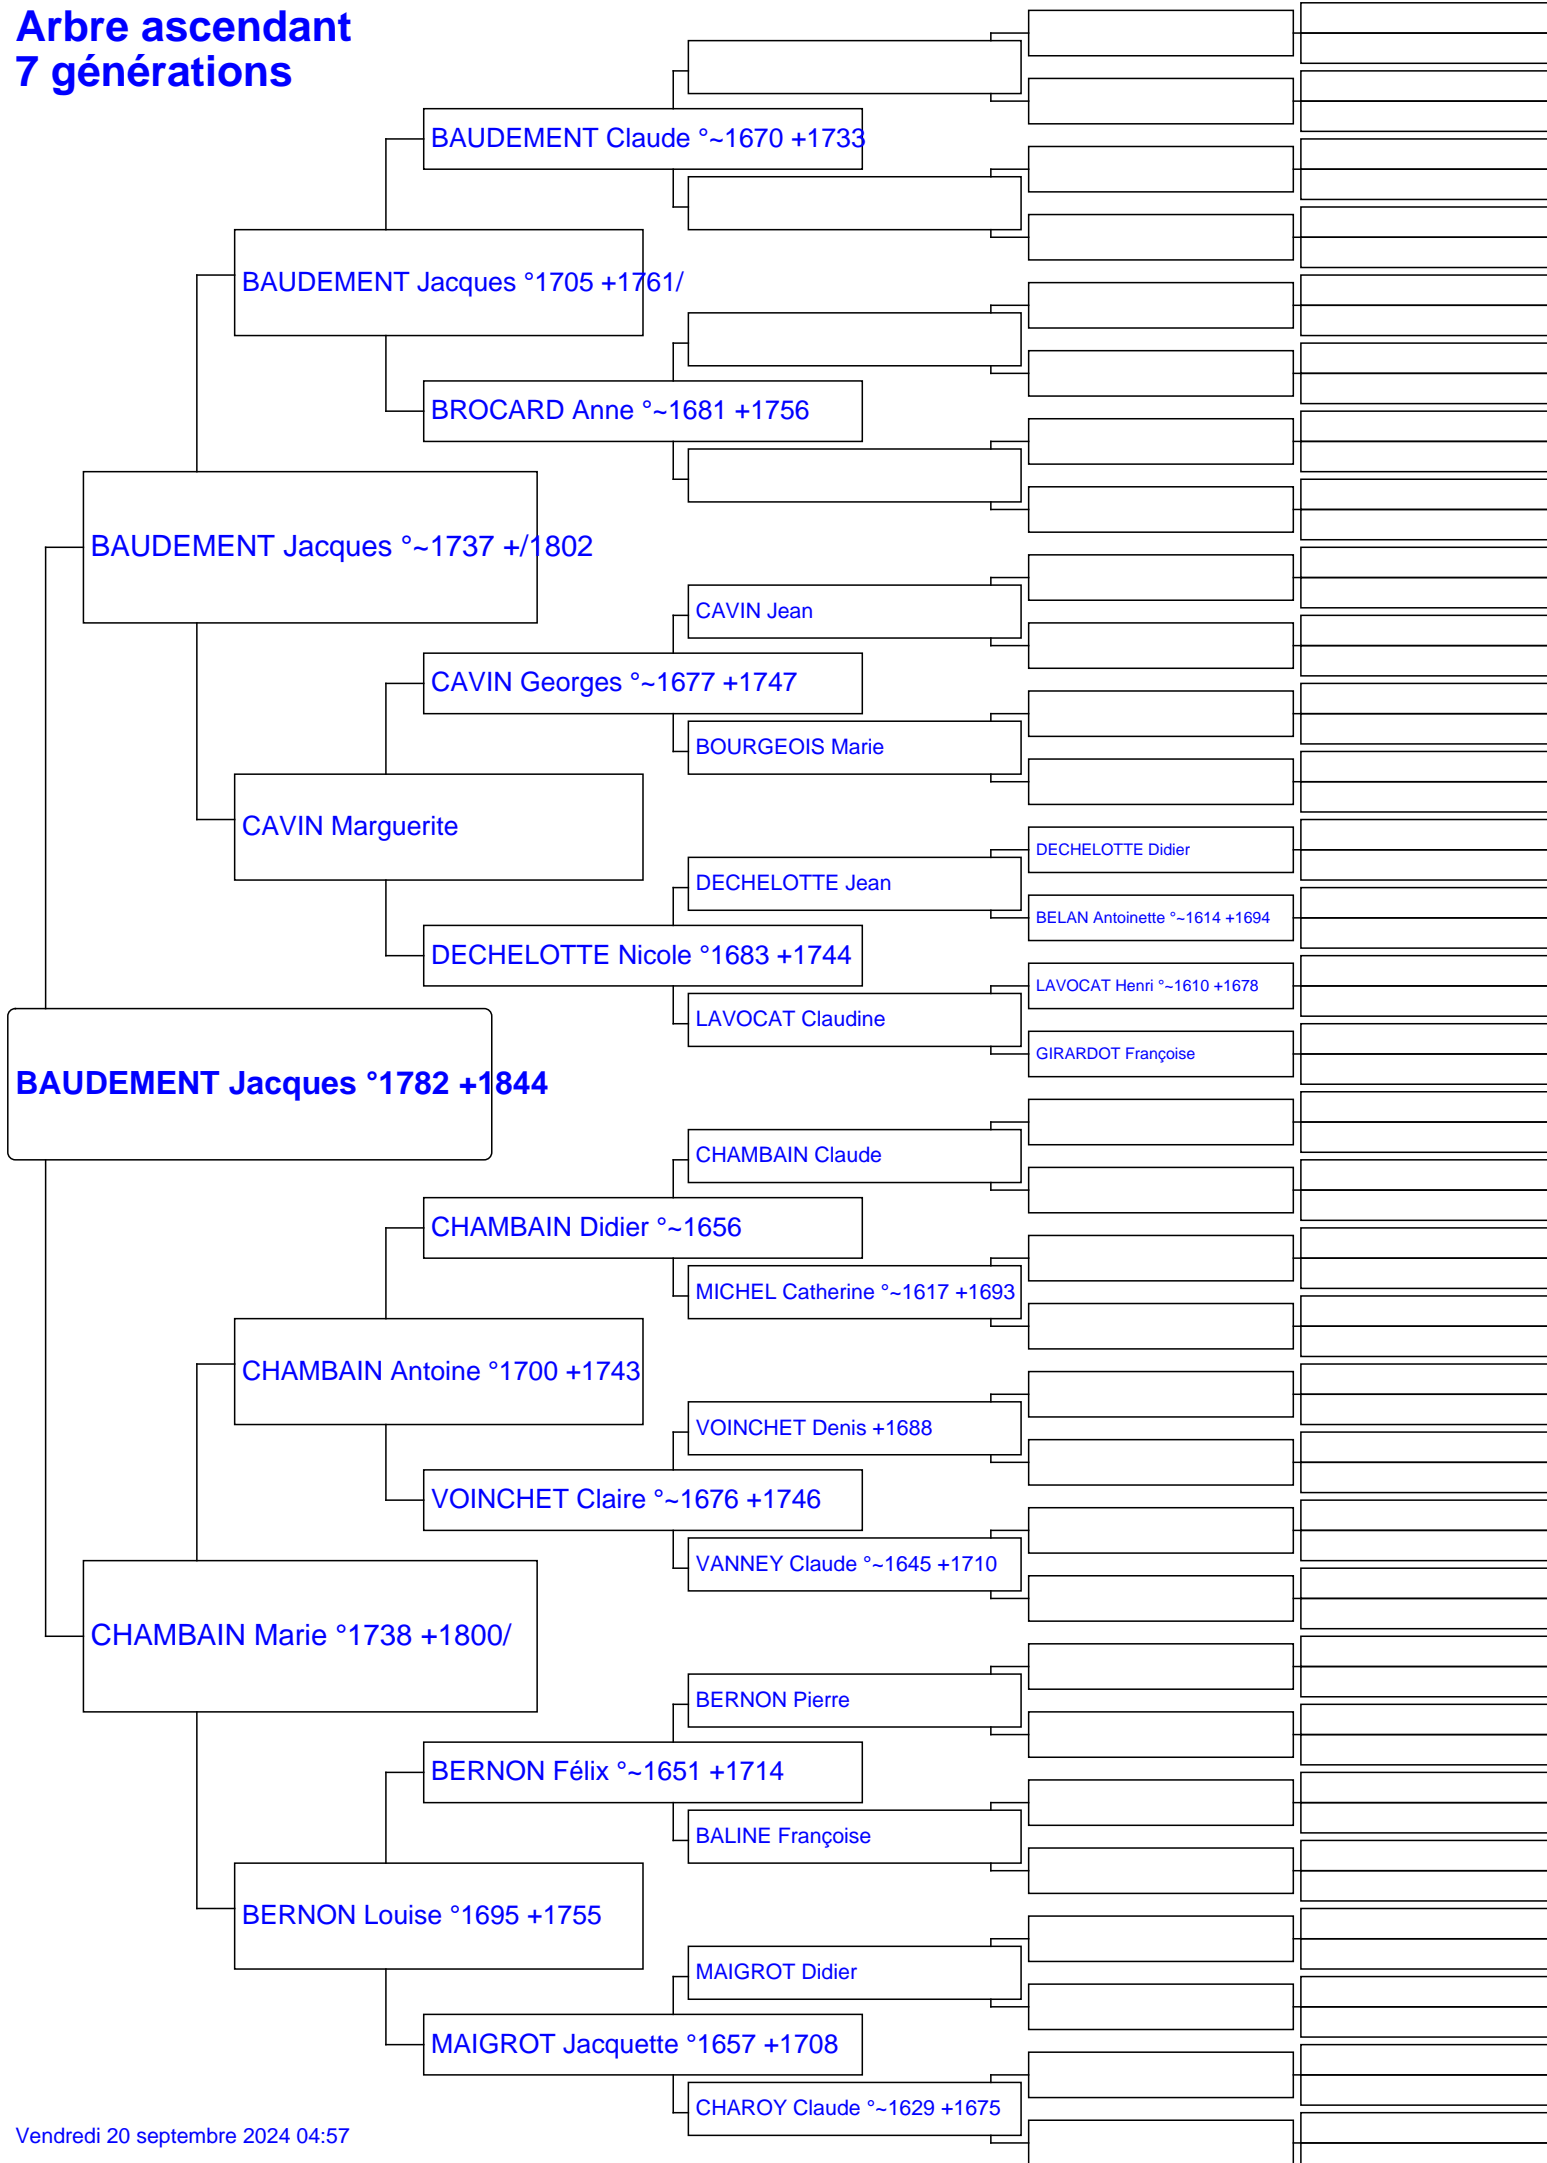 Arbre ascendant
7 générations
BAUDEMENT Claude °~1670 +1733
BAUDEMENT Jacques °1705 +1761/
BROCARD Anne °~1681 +1756
BAUDEMENT Jacques °~1737 +/1802
CAVIN Jean
CAVIN Georges °~1677 +1747
BOURGEOIS Marie
CAVIN Marguerite
DECHELOTTE Didier
DECHELOTTE Jean
BELAN Antoinette °~1614 +1694
DECHELOTTE Nicole °1683 +1744
LAVOCAT Henri °~1610 +1678
LAVOCAT Claudine
GIRARDOT Françoise
BAUDEMENT Jacques °1782 +1844
CHAMBAIN Claude
CHAMBAIN Didier °~1656
MICHEL Catherine °~1617 +1693
CHAMBAIN Antoine °1700 +1743
VOINCHET Denis +1688
VOINCHET Claire °~1676 +1746
VANNEY Claude °~1645 +1710
CHAMBAIN Marie °1738 +1800/
BERNON Pierre
BERNON Félix °~1651 +1714
BALINE Françoise
BERNON Louise °1695 +1755
MAIGROT Didier
MAIGROT Jacquette °1657 +1708
CHAROY Claude °~1629 +1675
Vendredi 20 septembre 2024 04:57